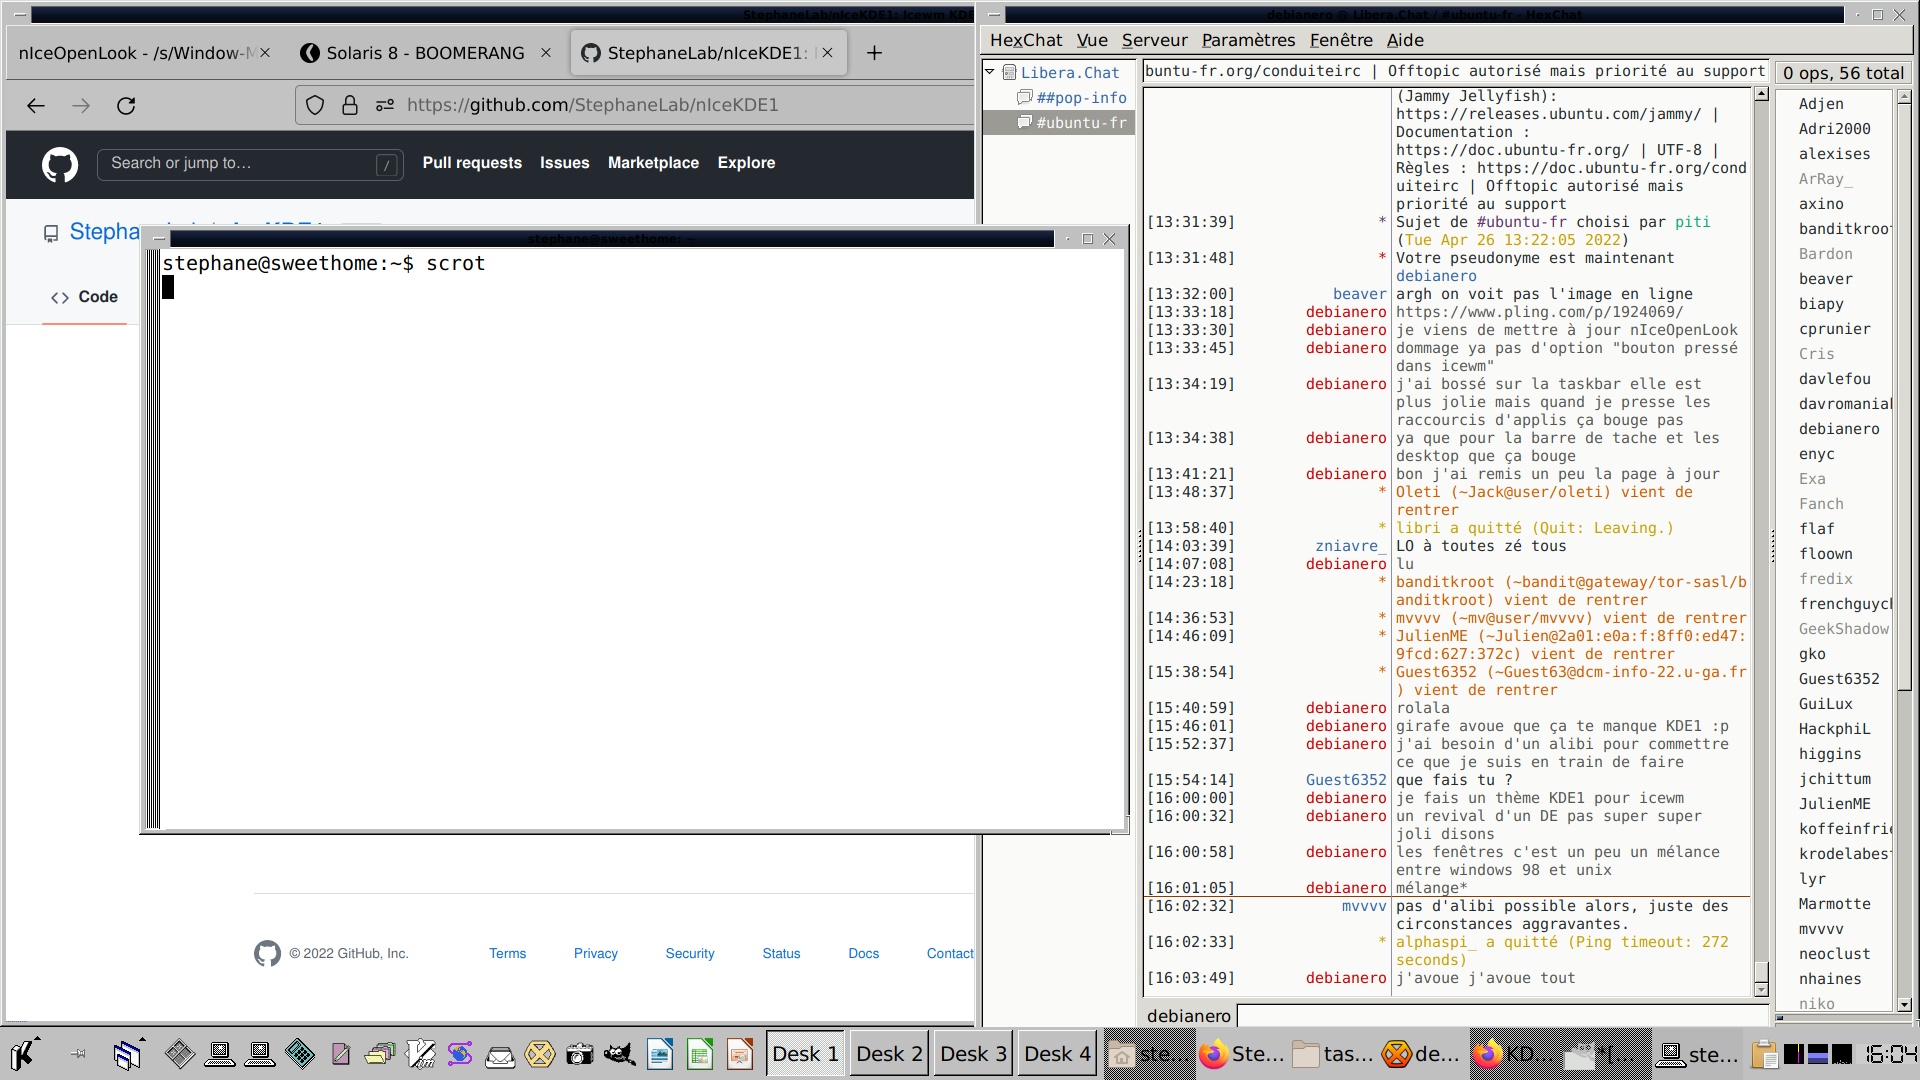 StephaneLab/nIceKDE1: Icewm KDE
nIceOpenLook - /s/Window-M
Solaris 8 - BOOMERANG
StephaneLab/nIceKDE1:
https://github.com/StephaneLab/nIceKDE1
Search or jump to…
/
Pull requests
Issues
Marketplace
Explore
Stepha
Code
stephane@sweethome: ~
stephane@sweethome:~$ scrot
© 2022 GitHub, Inc.
Terms
Privacy
Security
Status
Docs
Contact
debianero @ Libera.Chat / #ubuntu-fr - HexChat
HexChat Vue Serveur Paramètres Fenêtre Aide
Libera.Chat
##pop-info
#ubuntu-fr
buntu-fr.org/conduiteirc | Offtopic autorisé mais priorité au support
0 ops, 56 total
(Jammy Jellyfish):
https://releases.ubuntu.com/jammy/ |
Documentation :
https://doc.ubuntu-fr.org/ | UTF-8 |
Règles : https://doc.ubuntu-fr.org/cond
uiteirc | Offtopic autorisé mais
priorité au support
[13:31:39] * Sujet de #ubuntu-fr choisi par piti
(Tue Apr 26 13:22:05 2022)
[13:31:48] * Votre pseudonyme est maintenant
debianero
[13:32:00] beaver argh on voit pas l'image en ligne
[13:33:18] debianero https://www.pling.com/p/1924069/
[13:33:30] debianero je viens de mettre à jour nIceOpenLook
[13:33:45] debianero dommage ya pas d'option "bouton pressé
dans icewm"
[13:34:19] debianero j'ai bossé sur la taskbar elle est
plus jolie mais quand je presse les
raccourcis d'applis ça bouge pas
[13:34:38] debianero ya que pour la barre de tache et les
desktop que ça bouge
[13:41:21] debianero bon j'ai remis un peu la page à jour
[13:48:37] * Oleti (~Jack@user/oleti) vient de
rentrer
[13:58:40] * libri a quitté (Quit: Leaving.)
[14:03:39] zniavre_ LO à toutes zé tous
[14:07:08] debianero lu
[14:23:18] * banditkroot (~bandit@gateway/tor-sasl/b
anditkroot) vient de rentrer
[14:36:53] * mvvvv (~mv@user/mvvvv) vient de rentrer
[14:46:09] * JulienME (~Julien@2a01:e0a:f:8ff0:ed47:
9fcd:627:372c) vient de rentrer
[15:38:54] * Guest6352 (~Guest63@dcm-info-22.u-ga.fr
) vient de rentrer
[15:40:59] debianero rolala
[15:46:01] debianero girafe avoue que ça te manque KDE1 :p
[15:52:37] debianero j'ai besoin d'un alibi pour commettre
ce que je suis en train de faire
[15:54:14] Guest6352 que fais tu ?
[16:00:00] debianero je fais un thème KDE1 pour icewm
[16:00:32] debianero un revival d'un DE pas super super
joli disons
[16:00:58] debianero les fenêtres c'est un peu un mélance
entre windows 98 et unix
[16:01:05] debianero mélange*
[16:02:32] mvvvv pas d'alibi possible alors, juste des
circonstances aggravantes.
[16:02:33] * alphaspi_ a quitté (Ping timeout: 272
seconds)
[16:03:49] debianero j'avoue j'avoue tout
debianero
Adjen
Adri2000
alexises
ArRay_
axino
banditkroot
Bardon
beaver
biapy
cprunier
Cris
davlefou
davromania
debianero
enyc
Exa
Fanch
flaf
floown
fredix
frenchguyc
GeekShadow
gko
Guest6352
GuiLux
HackphiL
higgins
jchittum
JulienME
koffeinfri
krodelabes
lyr
Marmotte
mvvvv
neoclust
nhaines
niko
Desk 1
Desk 2
Desk 3
Desk 4
ste...
Ste...
tas...
de...
KD...
ste...
16:04